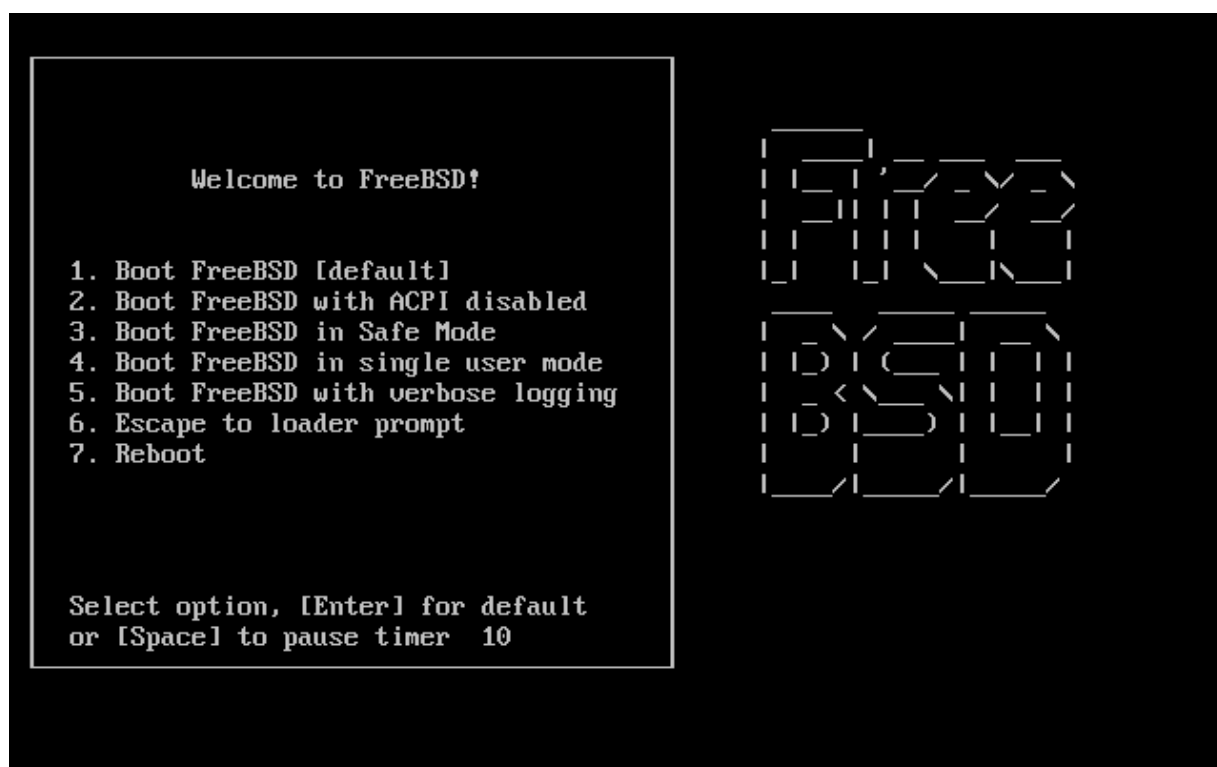 Welcome to FreeBSD!
1. Boot FreeBSD [default]
2. Boot FreeBSD with ACPI disabled
3. Boot FreeBSD in Safe Mode
4. Boot FreeBSD in single user mode
5. Boot FreeBSD with verbose logging
6. Escape to loader prompt
7. Reboot
Select option, [Enter] for default
or [Space] to pause timer 10
Free
BSD